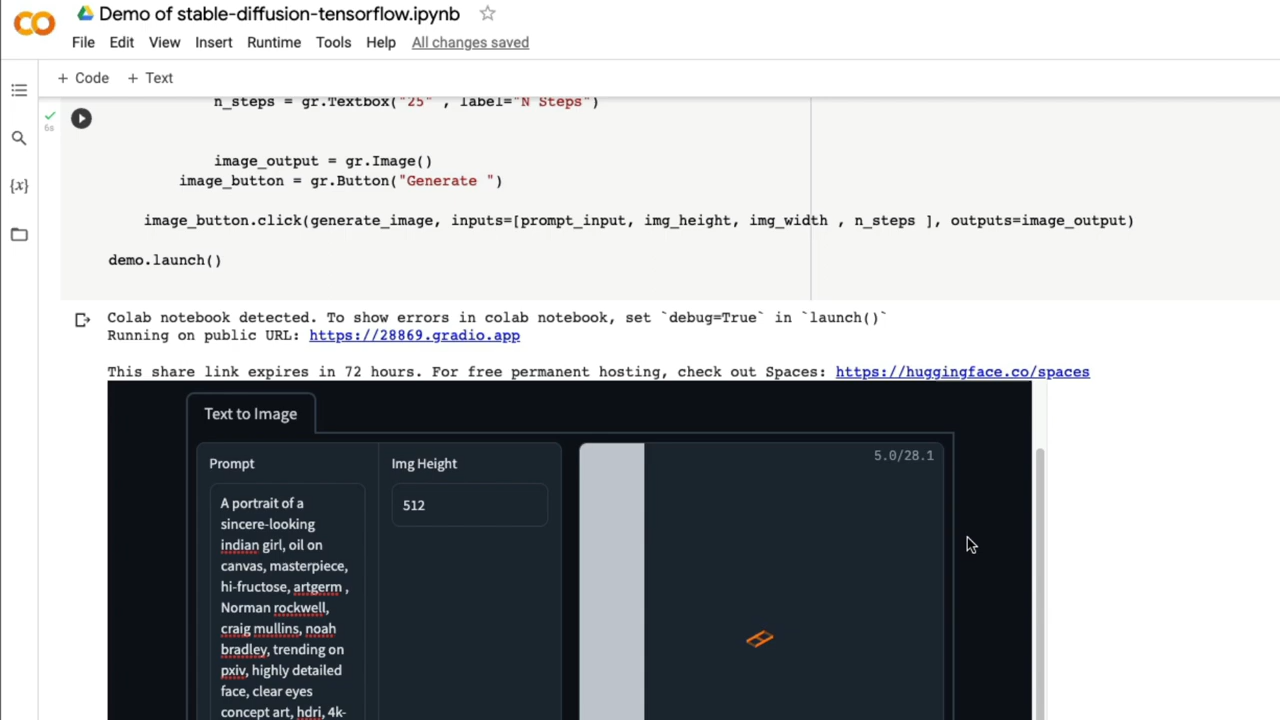 Demo of stable-diffusion-tensorflow.ipynb
File Edit View Insert Runtime Tools Help All changes saved
+ Code + Text
n_steps = gr.Textbox("25" , label="N Steps")
6s
{x}
image_output = gr.Image()
image_button = gr.Button("Generate ")
image_button.click(generate_image, inputs=[prompt_input, img_height, img_width , n_steps ], outputs=image_output)
demo.launch()
Colab notebook detected. To show errors in colab notebook, set `debug=True` in `launch()`
Running on public URL: https://28869.gradio.app
This share link expires in 72 hours. For free permanent hosting, check out Spaces: https://huggingface.co/spaces
Text to Image
Prompt
A portrait of a
sincere-looking
indian girl, oil on
canvas, masterpiece,
hi-fructose, artgerm ,
Norman rockwell,
craig mullins, noah
bradley, trending on
pxiv, highly detailed
face, clear eyes
concept art, hdri, 4k-
Img Height
512
5.0/28.1